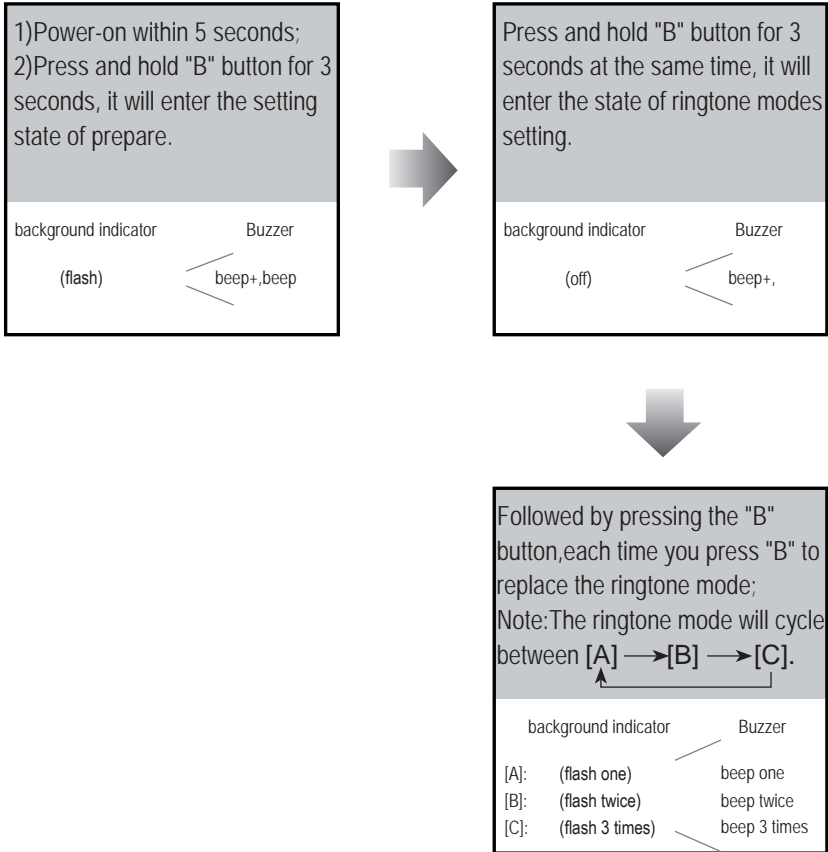 1)Power-on within 5 seconds;
2)Press and hold "B" button for 3
seconds, it will enter the setting
state of prepare.
background indicator Buzzer
(flash) beep+,beep
Press and hold "B" button for 3
seconds at the same time, it will
enter the state of ringtone modes
setting.
background indicator Buzzer
(off) beep+,
Followed by pressing the "B"
button,each time you press "B" to
replace the ringtone mode;
Note:The ringtone mode will cycle
between [A] → [B] → [C].
background indicator Buzzer
[A]: (flash one) beep one
[B]: (flash twice) beep twice
[C]: (flash 3 times) beep 3 times